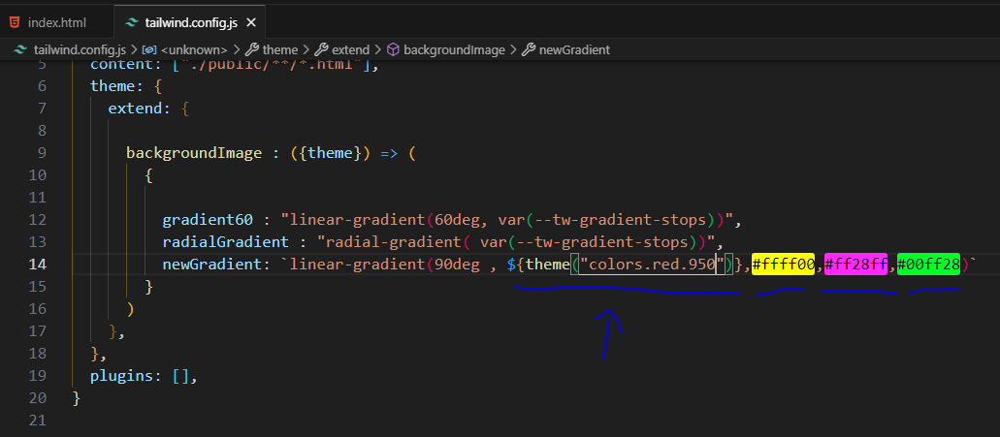 index.html tailwind.config.js
tailwind.config.js > <unknown> > theme > extend > backgroundImage > newGradient
5 content: ["./public/**/*.html"],
6 theme: {
7 extend: {
8
9 backgroundImage : ({theme}) => (
10 {
11
12 gradient60 : "linear-gradient(60deg, var(--tw-gradient-stops))",
13 radialGradient : "radial-gradient( var(--tw-gradient-stops))",
14 newGradient: `linear-gradient(90deg , ${theme("colors.red.950")},#ffff00,#ff28ff,#00ff28)`
15 }
16 )
17 },
18 },
19 plugins: [],
20 }
21